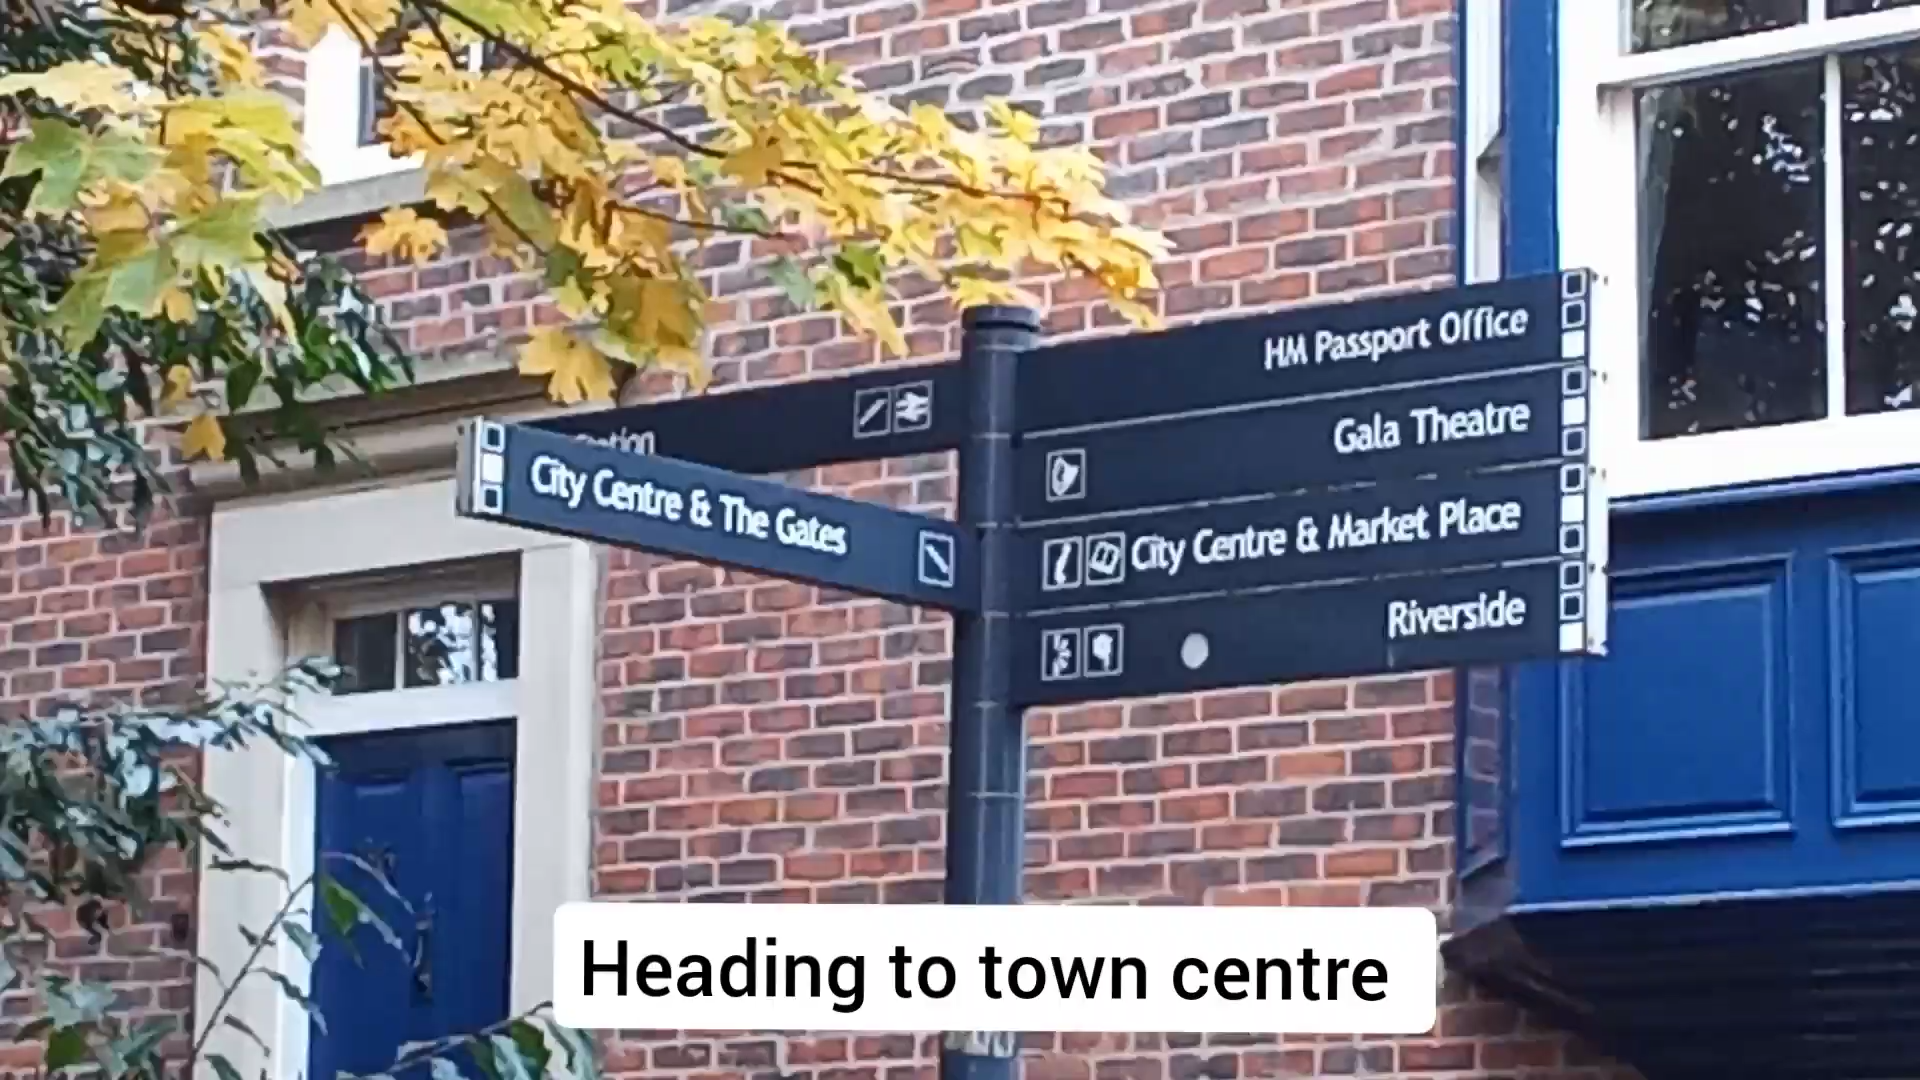 HM Passport Office
Gala Theatre
City Centre & The Gates
City Centre & Market Place
Riverside
Heading to town centre